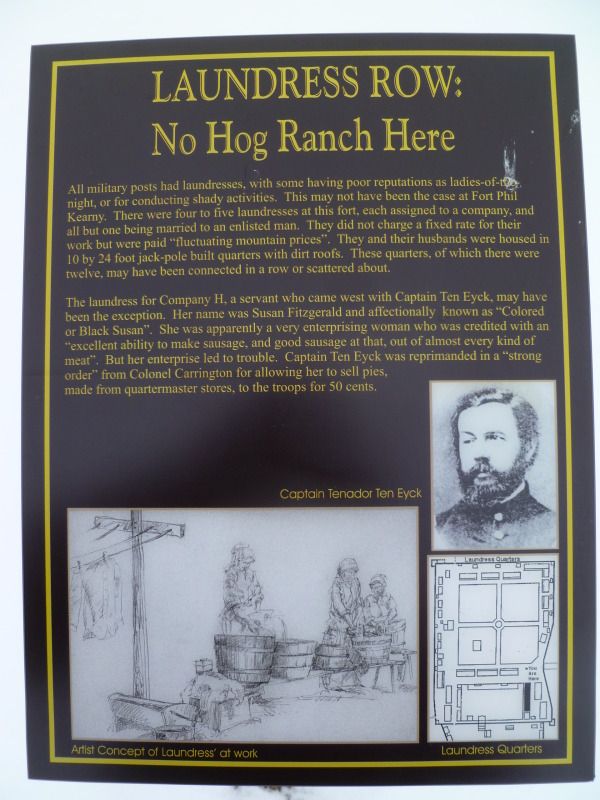 LAUNDRESS ROW:
No Hog Ranch Here
All military posts had laundresses, with some having poor reputations as ladies-of-the-
night, or for conducting shady activities.  This may not have been the case at Fort Phil
Kearny.  There were four to five laundresses at this fort, each assigned to a company, and
all but one being married to an enlisted man.  They did not charge a fixed rate for their
work but were paid “fluctuating mountain prices”.  They and their husbands were housed in
10 by 24 foot jack-pole built quarters with dirt roofs.  These quarters, of which there were
twelve, may have been connected in a row or scattered about.
The laundress for Company H, a servant who came west with Captain Ten Eyck, may have
been the exception.  Her name was Susan Fitzgerald and affectionally  known as “Colored
or Black Susan”.  She was apparently a very enterprising woman who was credited with an
“excellent ability to make sausage, and good sausage at that, out of almost every kind of
meat”.  But her enterprise led to trouble.  Captain Ten Eyck was reprimanded in a “strong
order” from Colonel Carrington for allowing her to sell pies,
made from quartermaster stores, to the troops for 50 cents.
Captain Tenador Ten Eyck
Laundress Quarters
You
Are
Here
Artist Concept of Laundress’ at work
Laundress Quarters